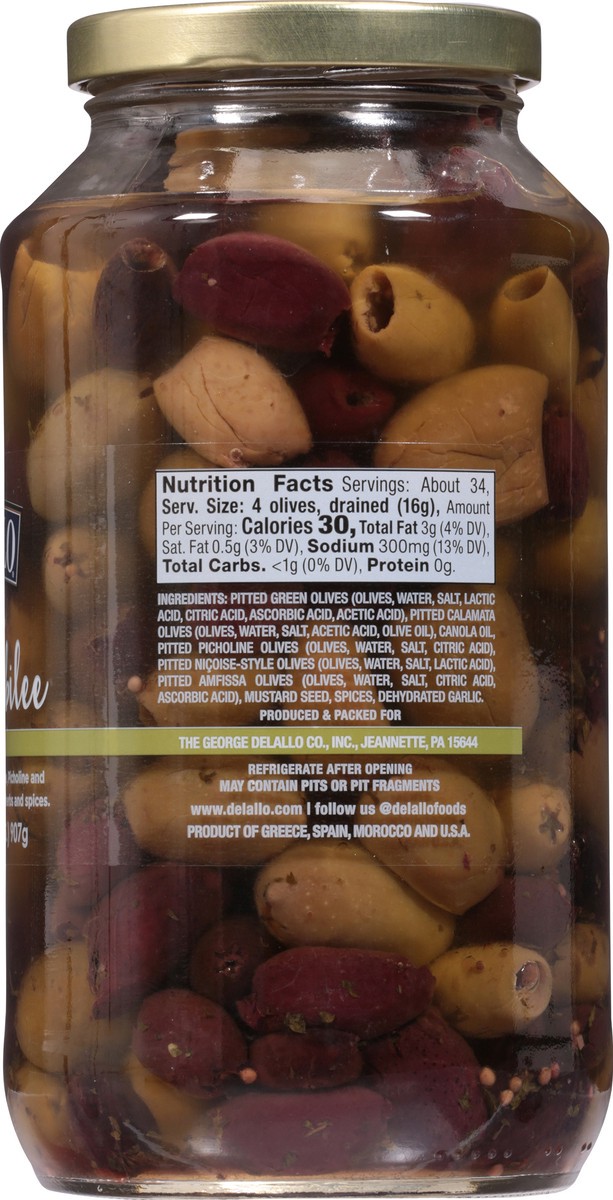 Nutrition Facts Servings: About 34,
Serv. Size: 4 olives, drained (16g), Amount
Per Serving: Calories 30, Total Fat 3g (4% DV),
Sat. Fat 0.5g (3% DV), Sodium 300mg (13% DV),
Total Carbs. <1g (0% DV), Protein 0g.
INGREDIENTS: PITTED GREEN OLIVES (OLIVES, WATER, SALT, LACTIC
ACID, CITRIC ACID, ASCORBIC ACID, ACETIC ACID), PITTED CALAMATA
OLIVES (OLIVES, WATER, SALT, ACETIC ACID, OLIVE OIL), CANOLA OIL,
PITTED PICHOLINE OLIVES (OLIVES, WATER, SALT, CITRIC ACID),
PITTED NIÇOISE-STYLE OLIVES (OLIVES, WATER, SALT, LACTIC ACID),
PITTED AMFISSA OLIVES (OLIVES, WATER, SALT, CITRIC ACID,
ASCORBIC ACID), MUSTARD SEED, SPICES, DEHYDRATED GARLIC.
PRODUCED & PACKED FOR
THE GEORGE DELALLO CO., INC., JEANNETTE, PA 15644
REFRIGERATE AFTER OPENING
MAY CONTAIN PITS OR PIT FRAGMENTS
www.delallo.com | follow us @delallofoods
PRODUCT OF GREECE, SPAIN, MOROCCO AND U.S.A.
Picholine and
and spices.
907g